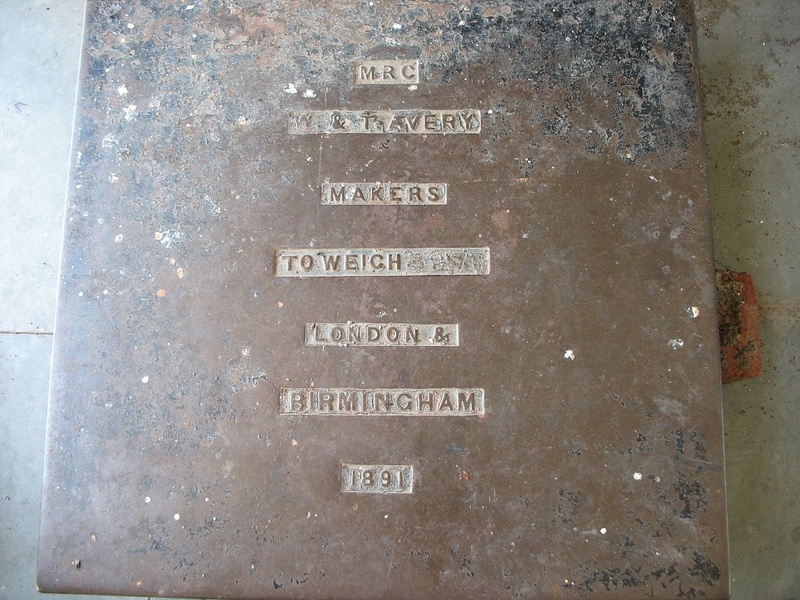 MRC
W & T. AVERY
MAKERS
TO WEIGH
LONDON &
BIRMINGHAM
1891